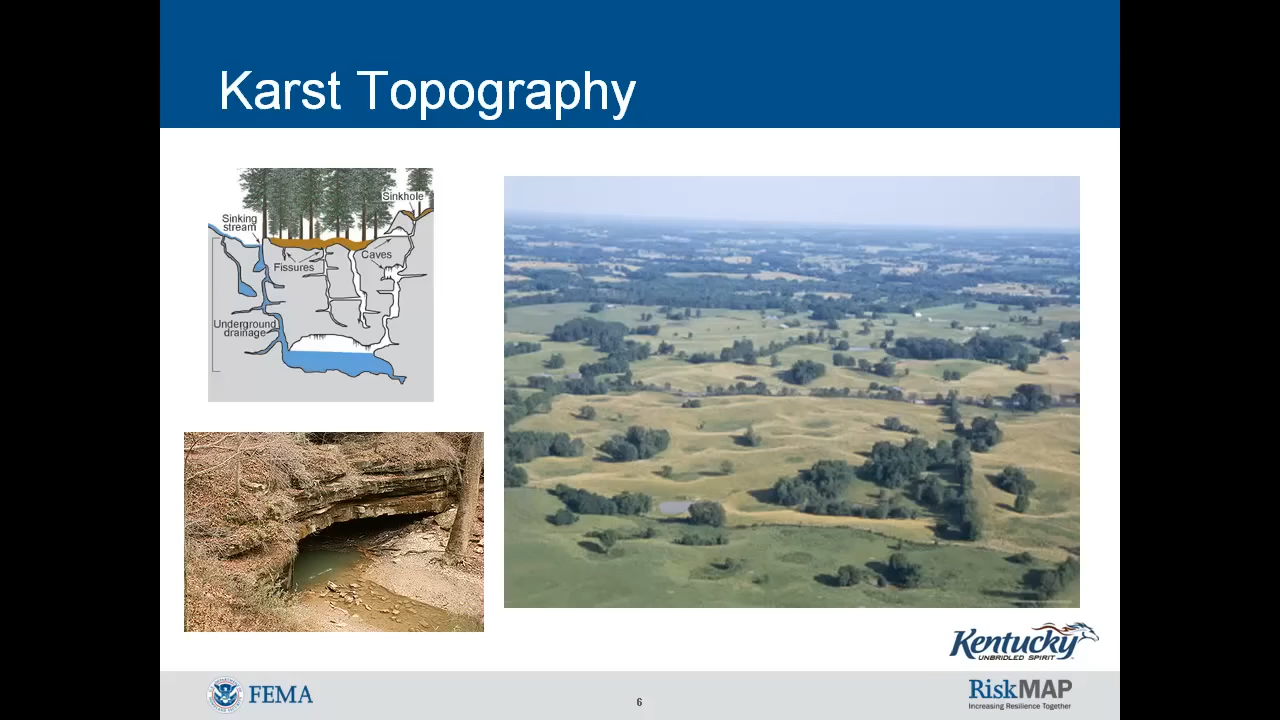 Karst Topography
Sinkhole
Sinking
stream
Fissures
Caves
Underground
drainage
Kentucky
UNBRIDLED SPIRIT
FEMA
6
RiskMAP
Increasing Resilience Together